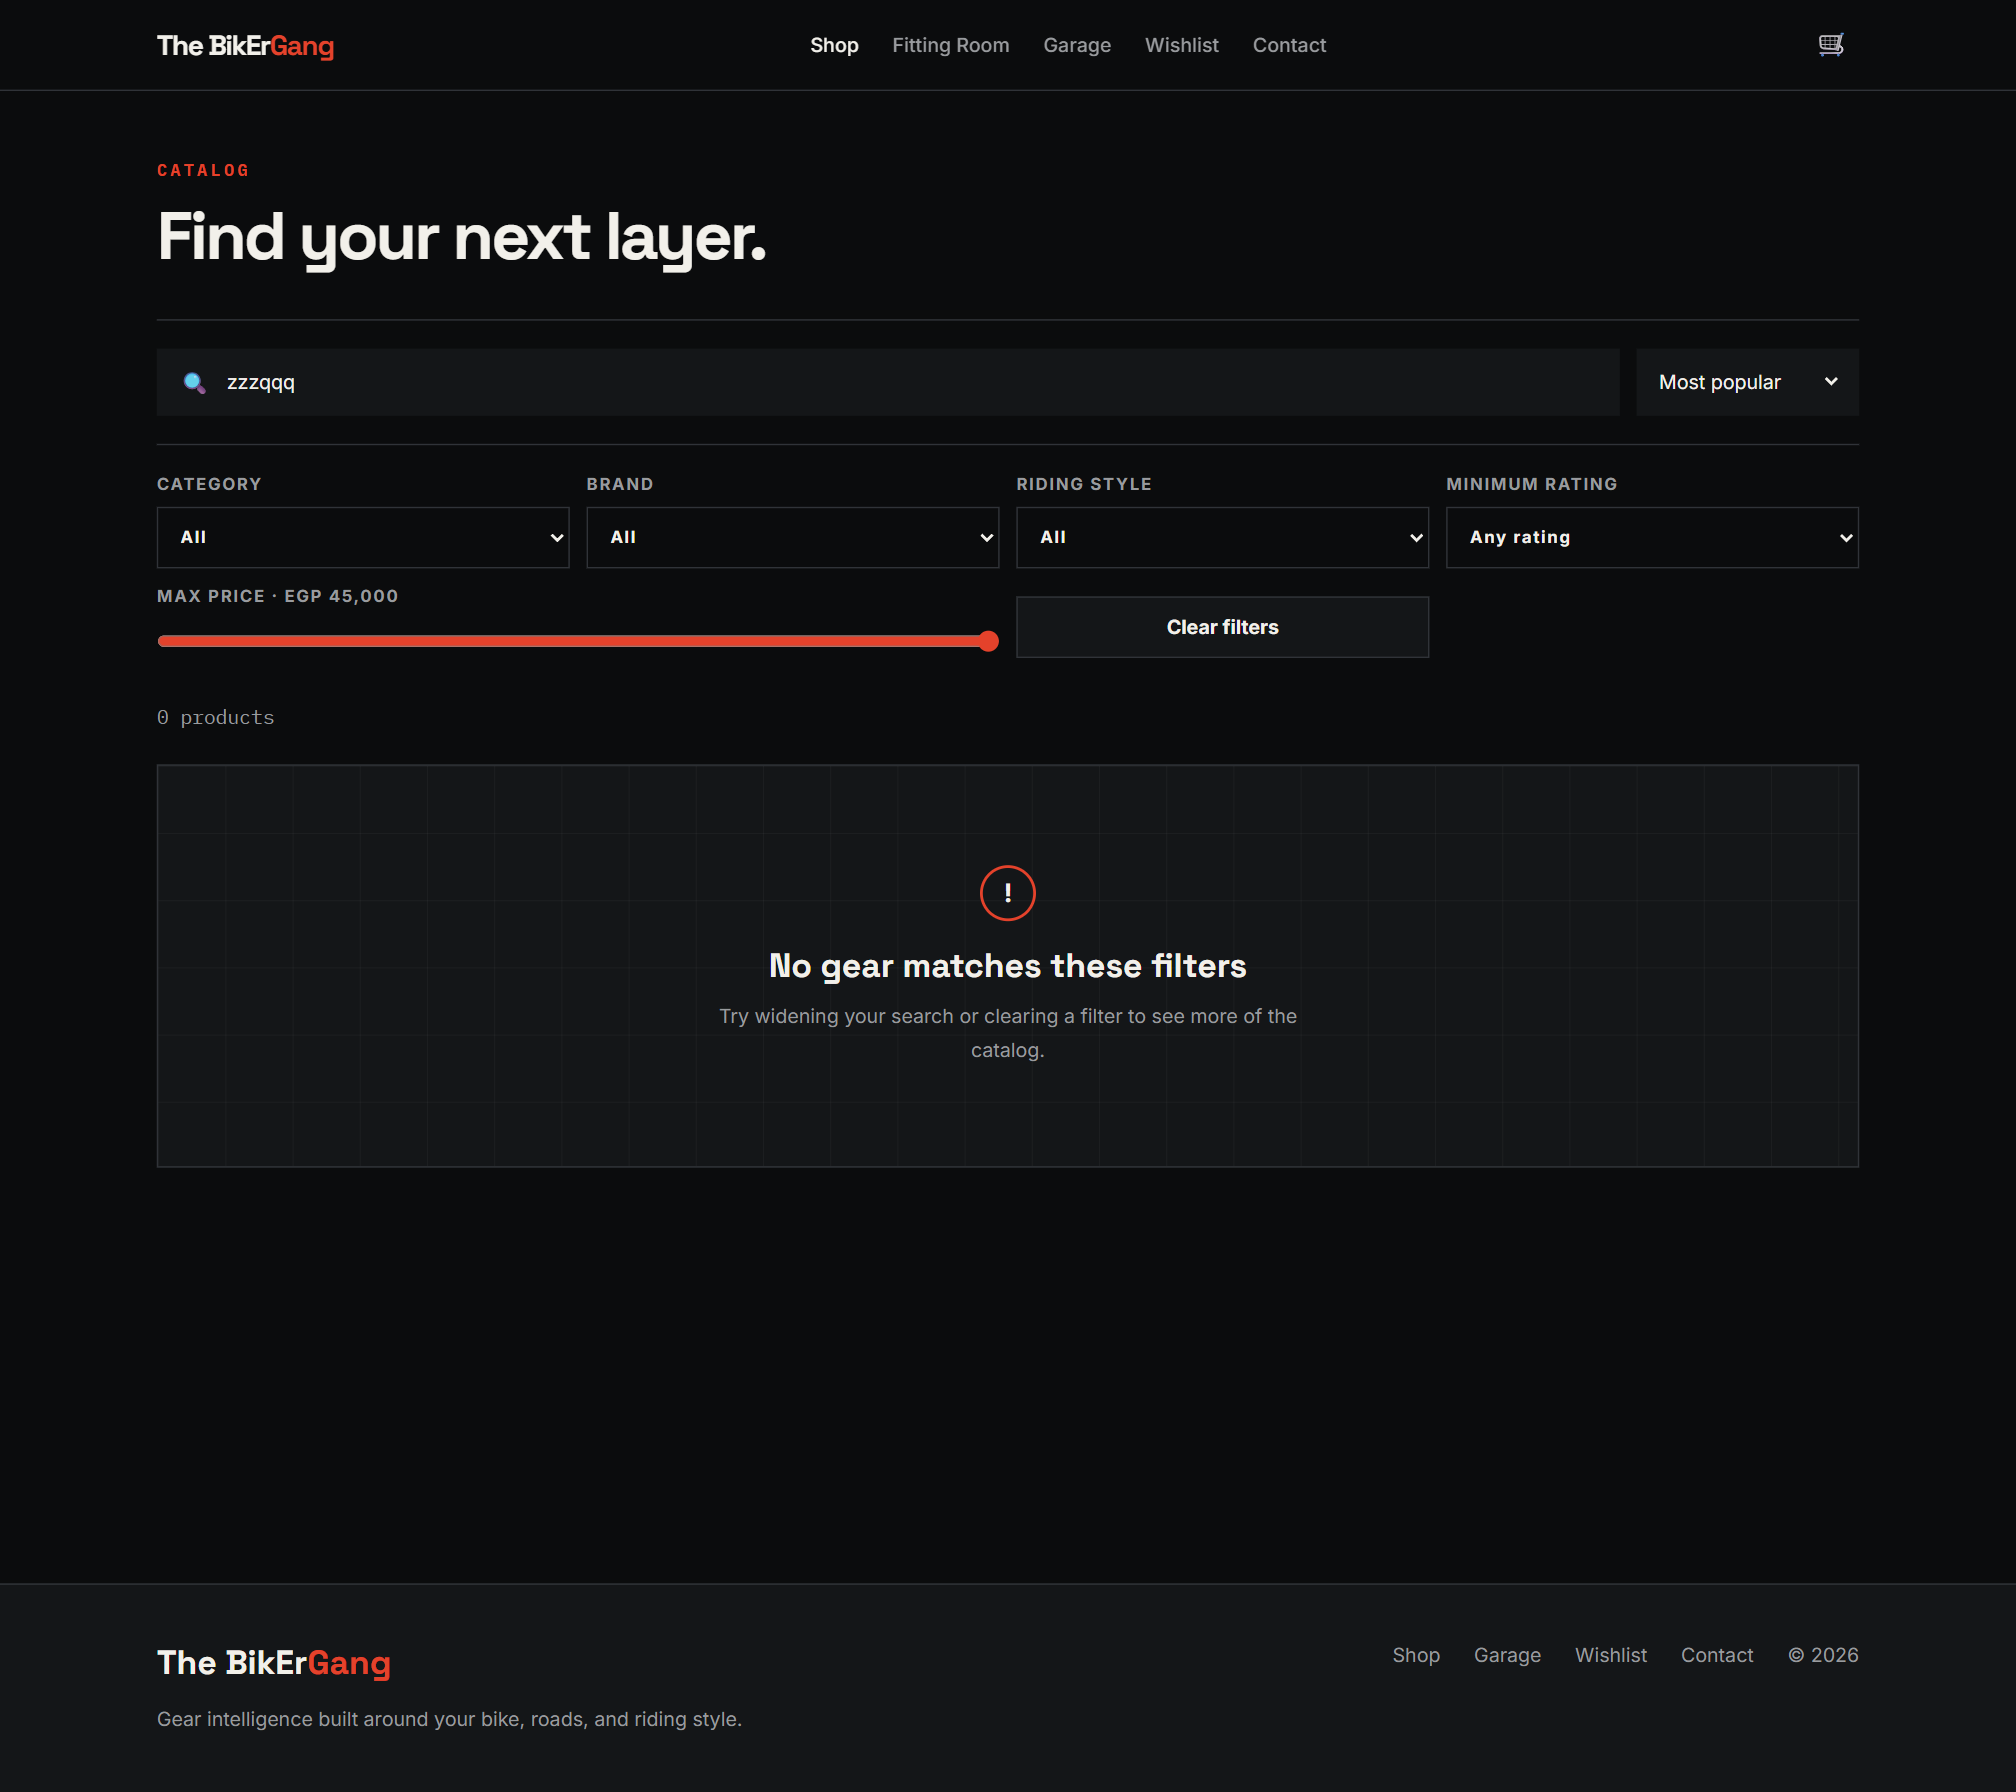 The BikErGang
Shop Fitting Room Garage Wishlist Contact
CATALOG
Find your next layer.
zzzqqq
Most popular
CATEGORY BRAND RIDING STYLE MINIMUM RATING
All All All Any rating
MAX PRICE · EGP 45,000
Clear filters
0 products
!
No gear matches these filters
Try widening your search or clearing a filter to see more of the
catalog.
The BikErGang
Shop Garage Wishlist Contact © 2026
Gear intelligence built around your bike, roads, and riding style.